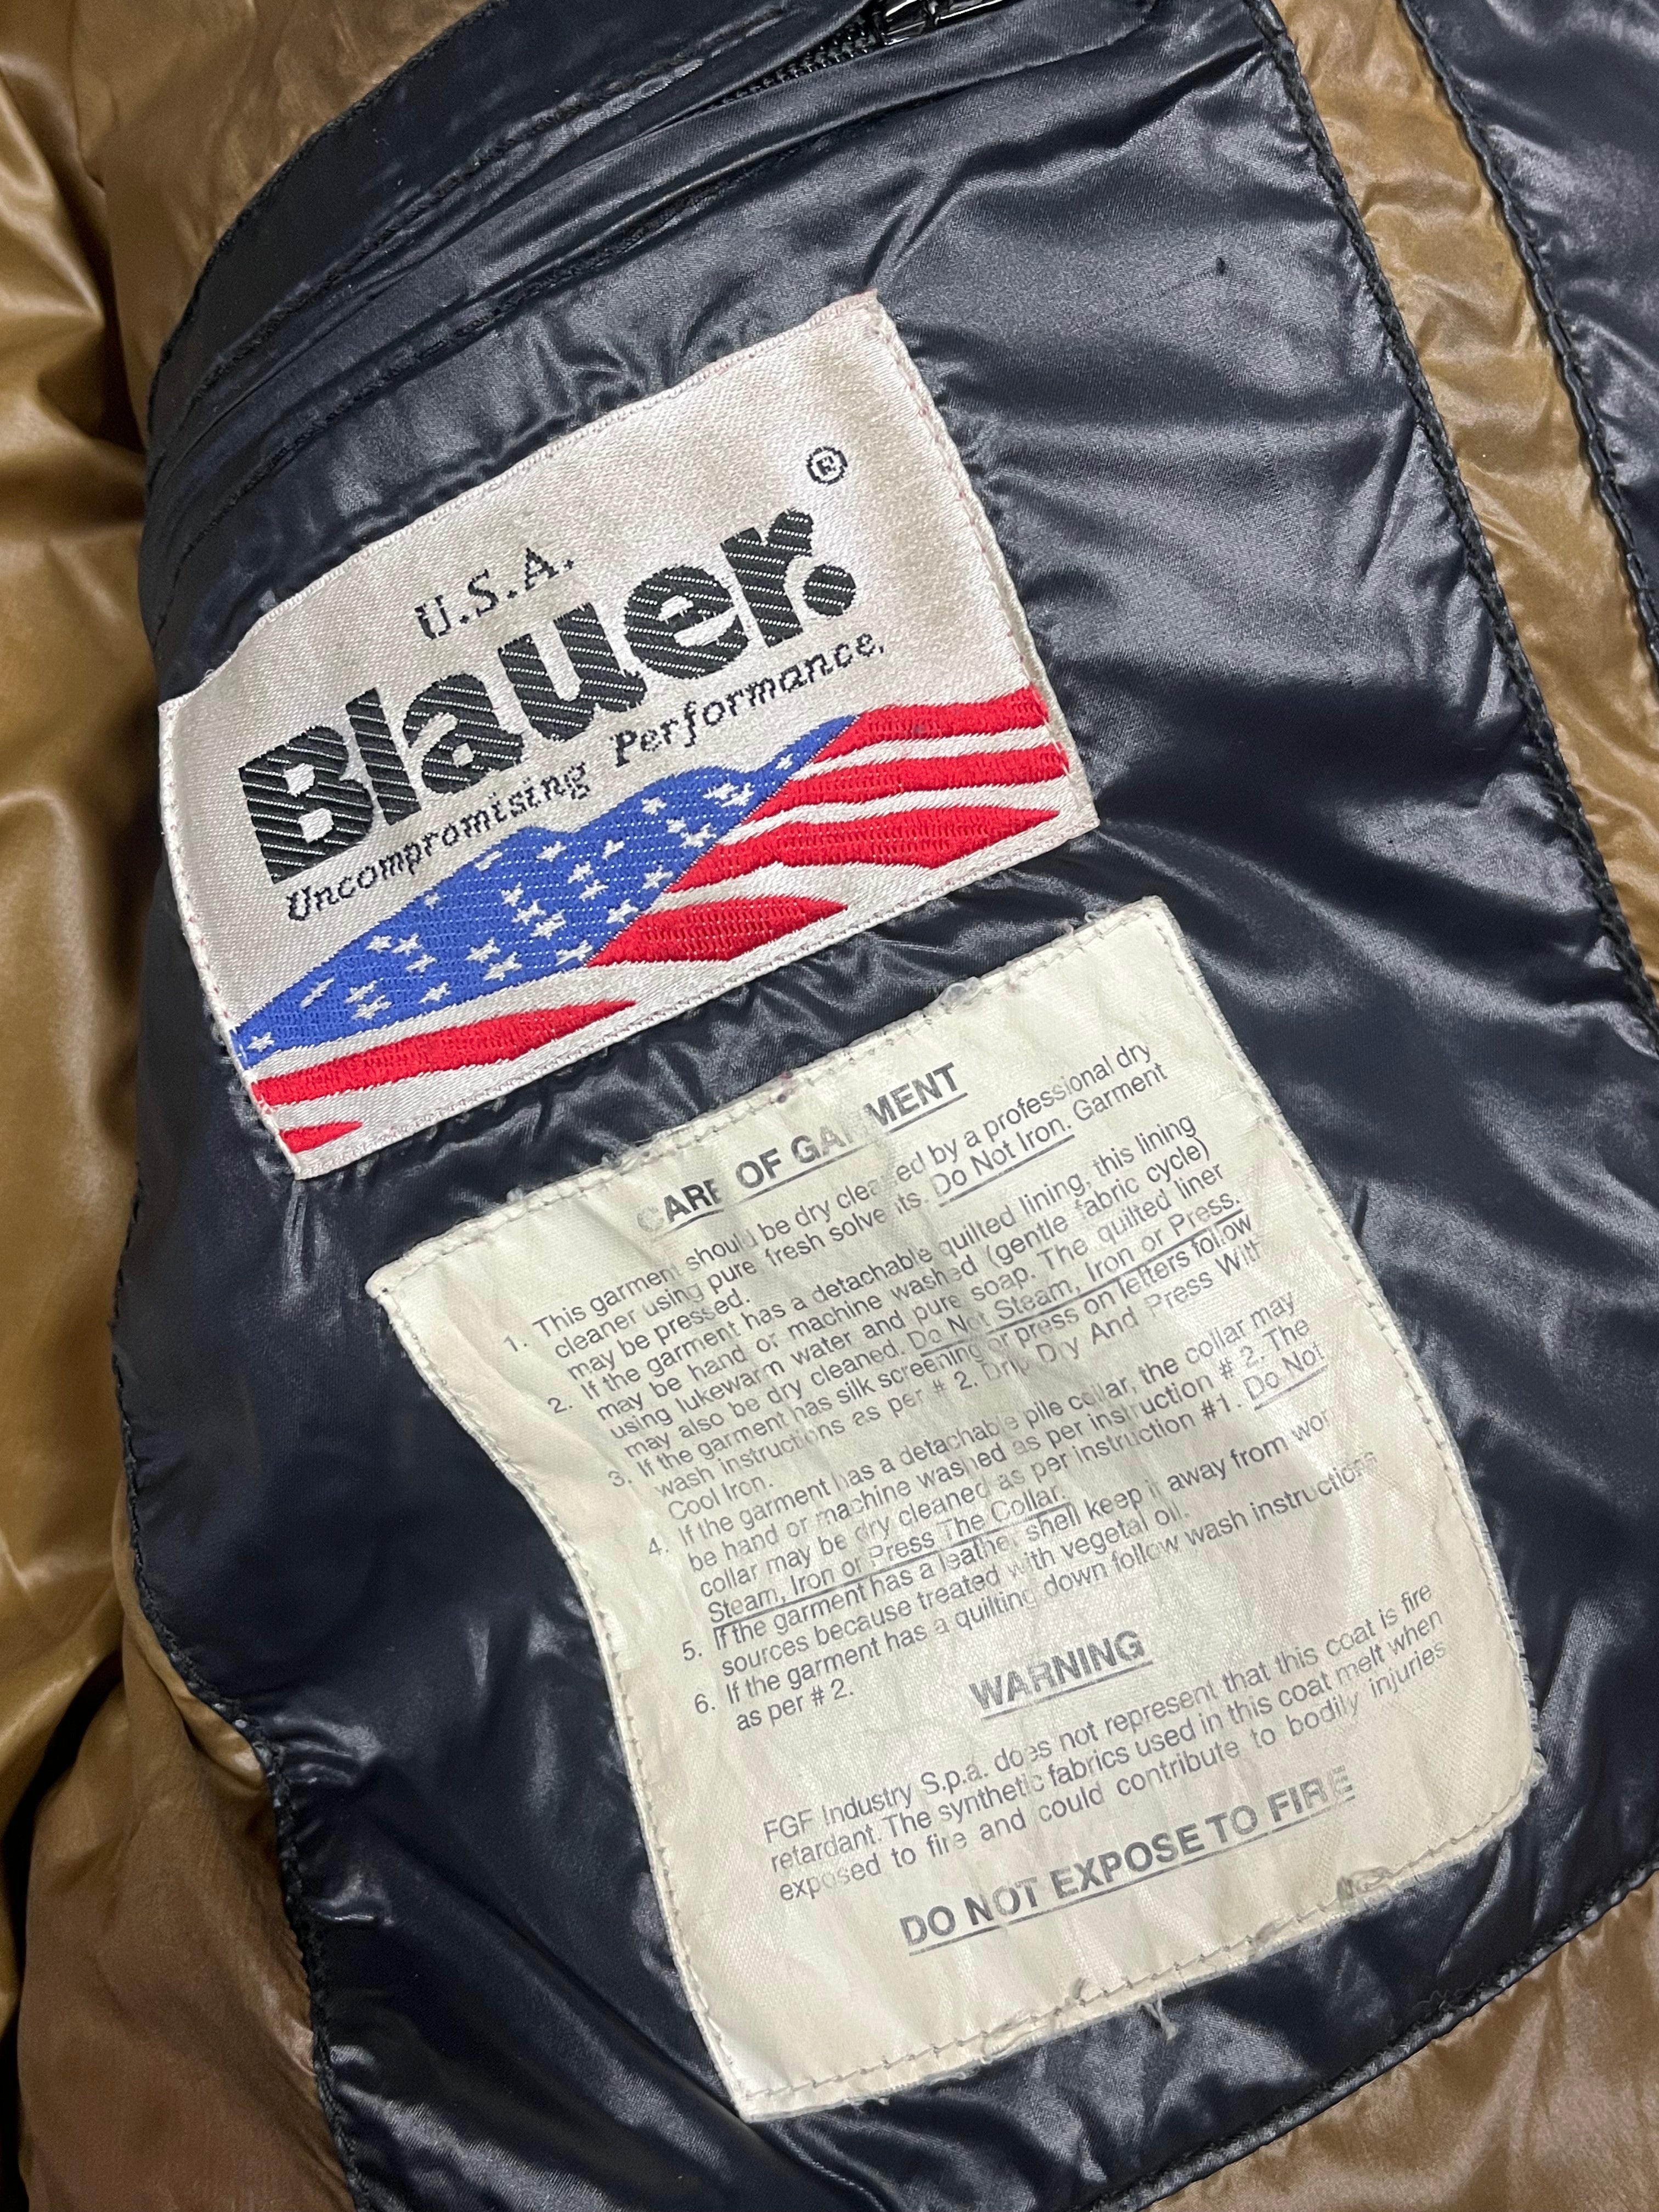 ®
U.S.A.
Blauer.
Uncompromising Performance.
CARE OF GARMENT
1. This garment should be dry cleaned by a professional dry
cleaner using pure fresh solvents. Do Not Iron. Garment
may be pressed.
2. If the garment has a detachable quilted lining, this lining
may be hand or machine washed (gentle fabric cycle)
using lukewarm water and pure soap. The quilted liner
may also be dry cleaned. Do Not Steam, Iron or Press.
3. If the garment has silk screening or press on letters follow
wash instructions as per # 2. Drip Dry And Press With
Cool Iron.
4. If the garment has a detachable pile collar, the collar may
be hand or machine washed as per instruction # 2. The
collar may be dry cleaned as per instruction #1. Do Not
Steam, Iron or Press The Collar.
5. If the garment has a leather shell keep it away from
sources because treated with vegetal oil.
6. If the garment has a quilting down follow wash instructions
as per # 2.
WARNING
FGF Industry S.p.a. does not represent that this coat is fire
retardant. The synthetic fabrics used in this coat melt when
exposed to fire and could contribute to bodily injuries
DO NOT EXPOSE TO FIRE